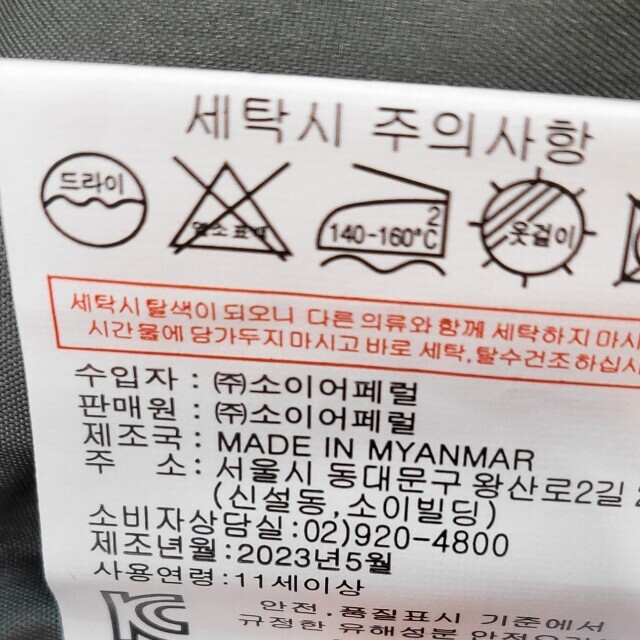 세탁시 주의사항
드라이
염소표백
2
140-160°C
옷걸이
세탁시 탈색이 되오니 다른 의류와 함께 세탁하지 마시
시간 물에 당가두지 마시고 바로 세탁,탈수건조하십시
수입자 : ㈜소이어페럴
판매원 : ㈜소이어페럴
제조국 : MADE IN MYANMAR
주 소 : 서울시 동대문구 왕산로2길
(신설동,소이빌딩)
소비자상담실:02)920-4800
제조년월:2023년5월
사용연령:11세이상
안전.품질표시 기준에서
규정한 유해성분 안전요건